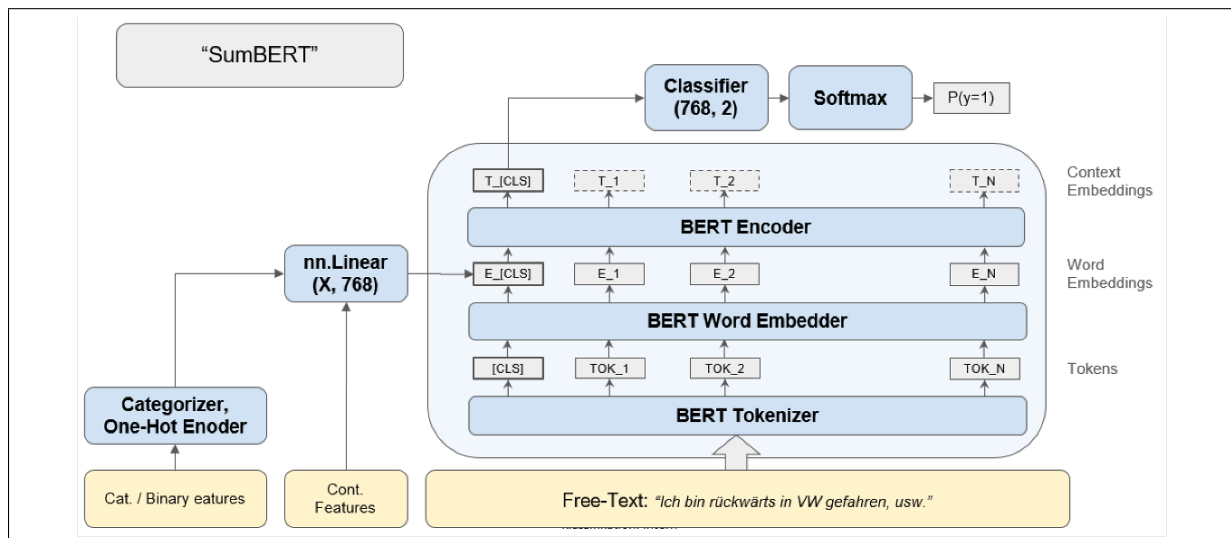 “SumBERT”
Classifier
(768, 2)
Softmax
P(y=1)
T_[CLS]
T_1
T_2
T_N
Context
Embeddings
BERT Encoder
nn.Linear
(X, 768)
E_[CLS]
E_1
E_2
E_N
Word
Embeddings
BERT Word Embedder
[CLS]
TOK_1
TOK_2
TOK_N
Tokens
Categorizer,
One-Hot Enoder
BERT Tokenizer
Cat. / Binary eatures
Cont.
Features
Free-Text: “Ich bin rückwärts in VW gefahren, usw.”